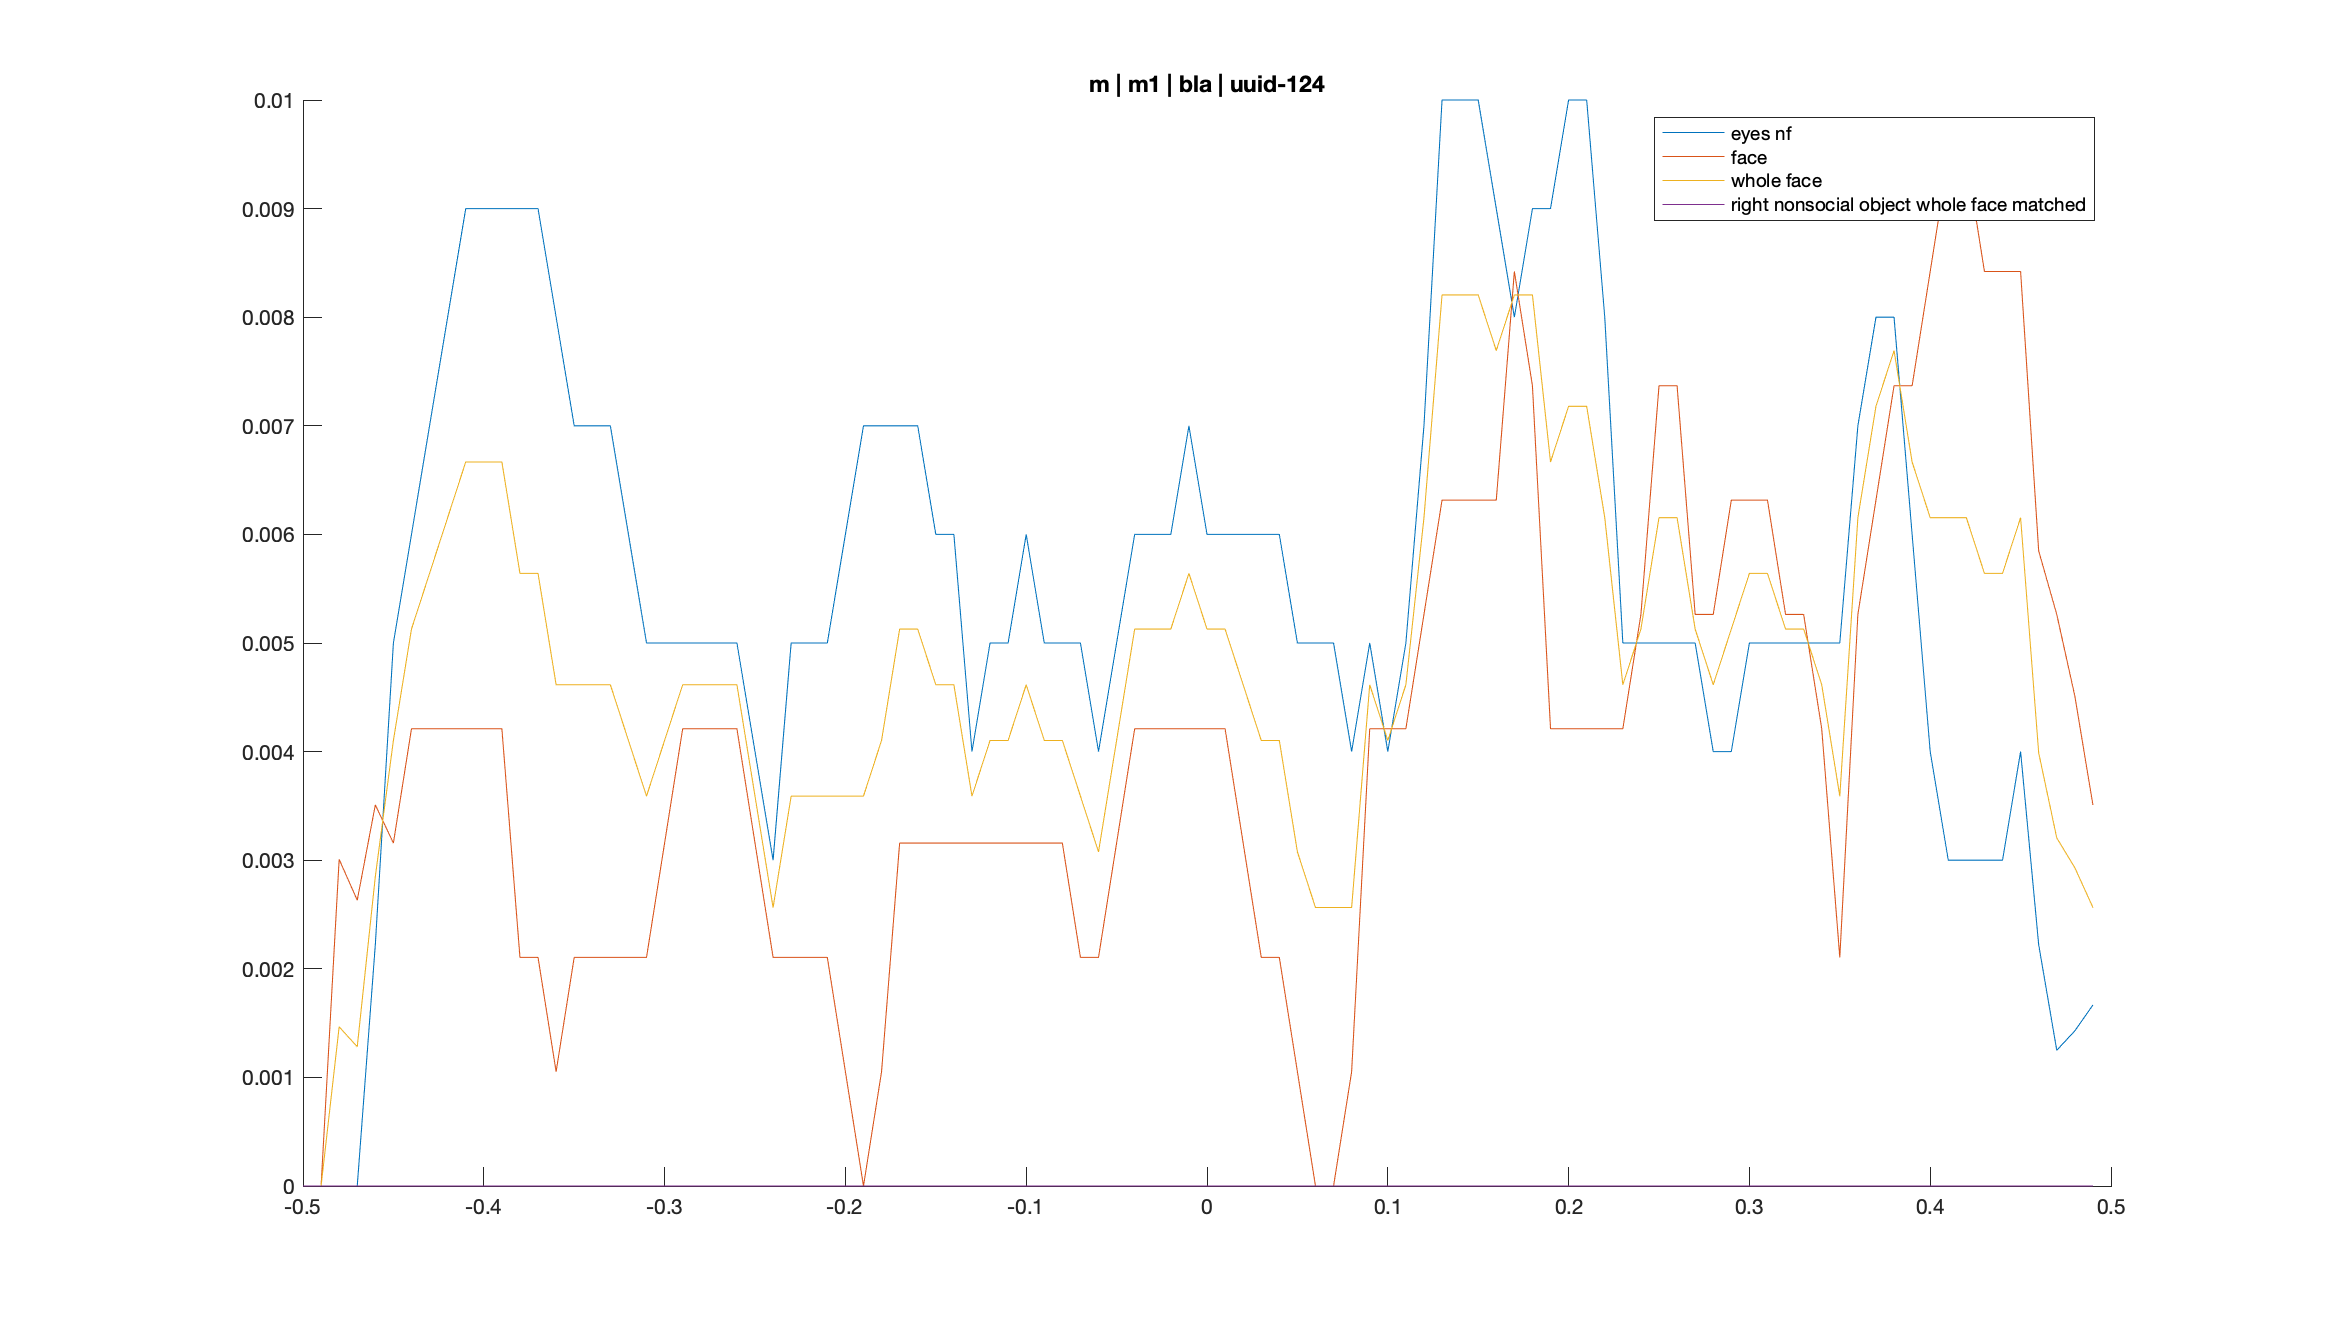 m | m1 | bla | uuid-124
0.01
eyes nf
face
whole face
right nonsocial object whole face matched
0.009
0.008
0.007
0.006
0.005
0.004
0.003
0.002
0.001
0
-0.5 -0.4 -0.3 -0.2 -0.1 0 0.1 0.2 0.3 0.4 0.5